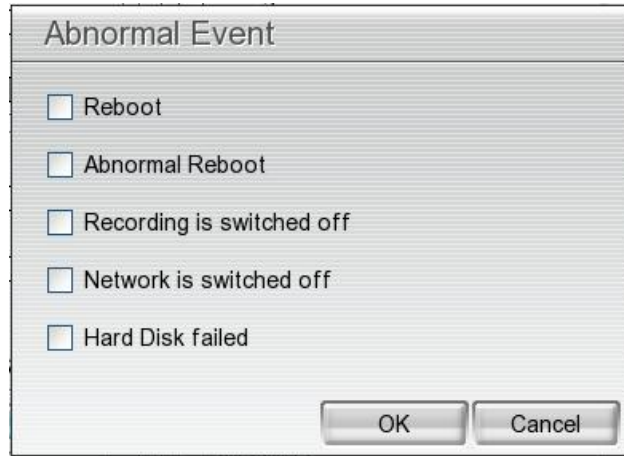 Abnormal Event
Reboot
Abnormal Reboot
Recording is switched off
Network is switched off
Hard Disk failed
OK Cancel